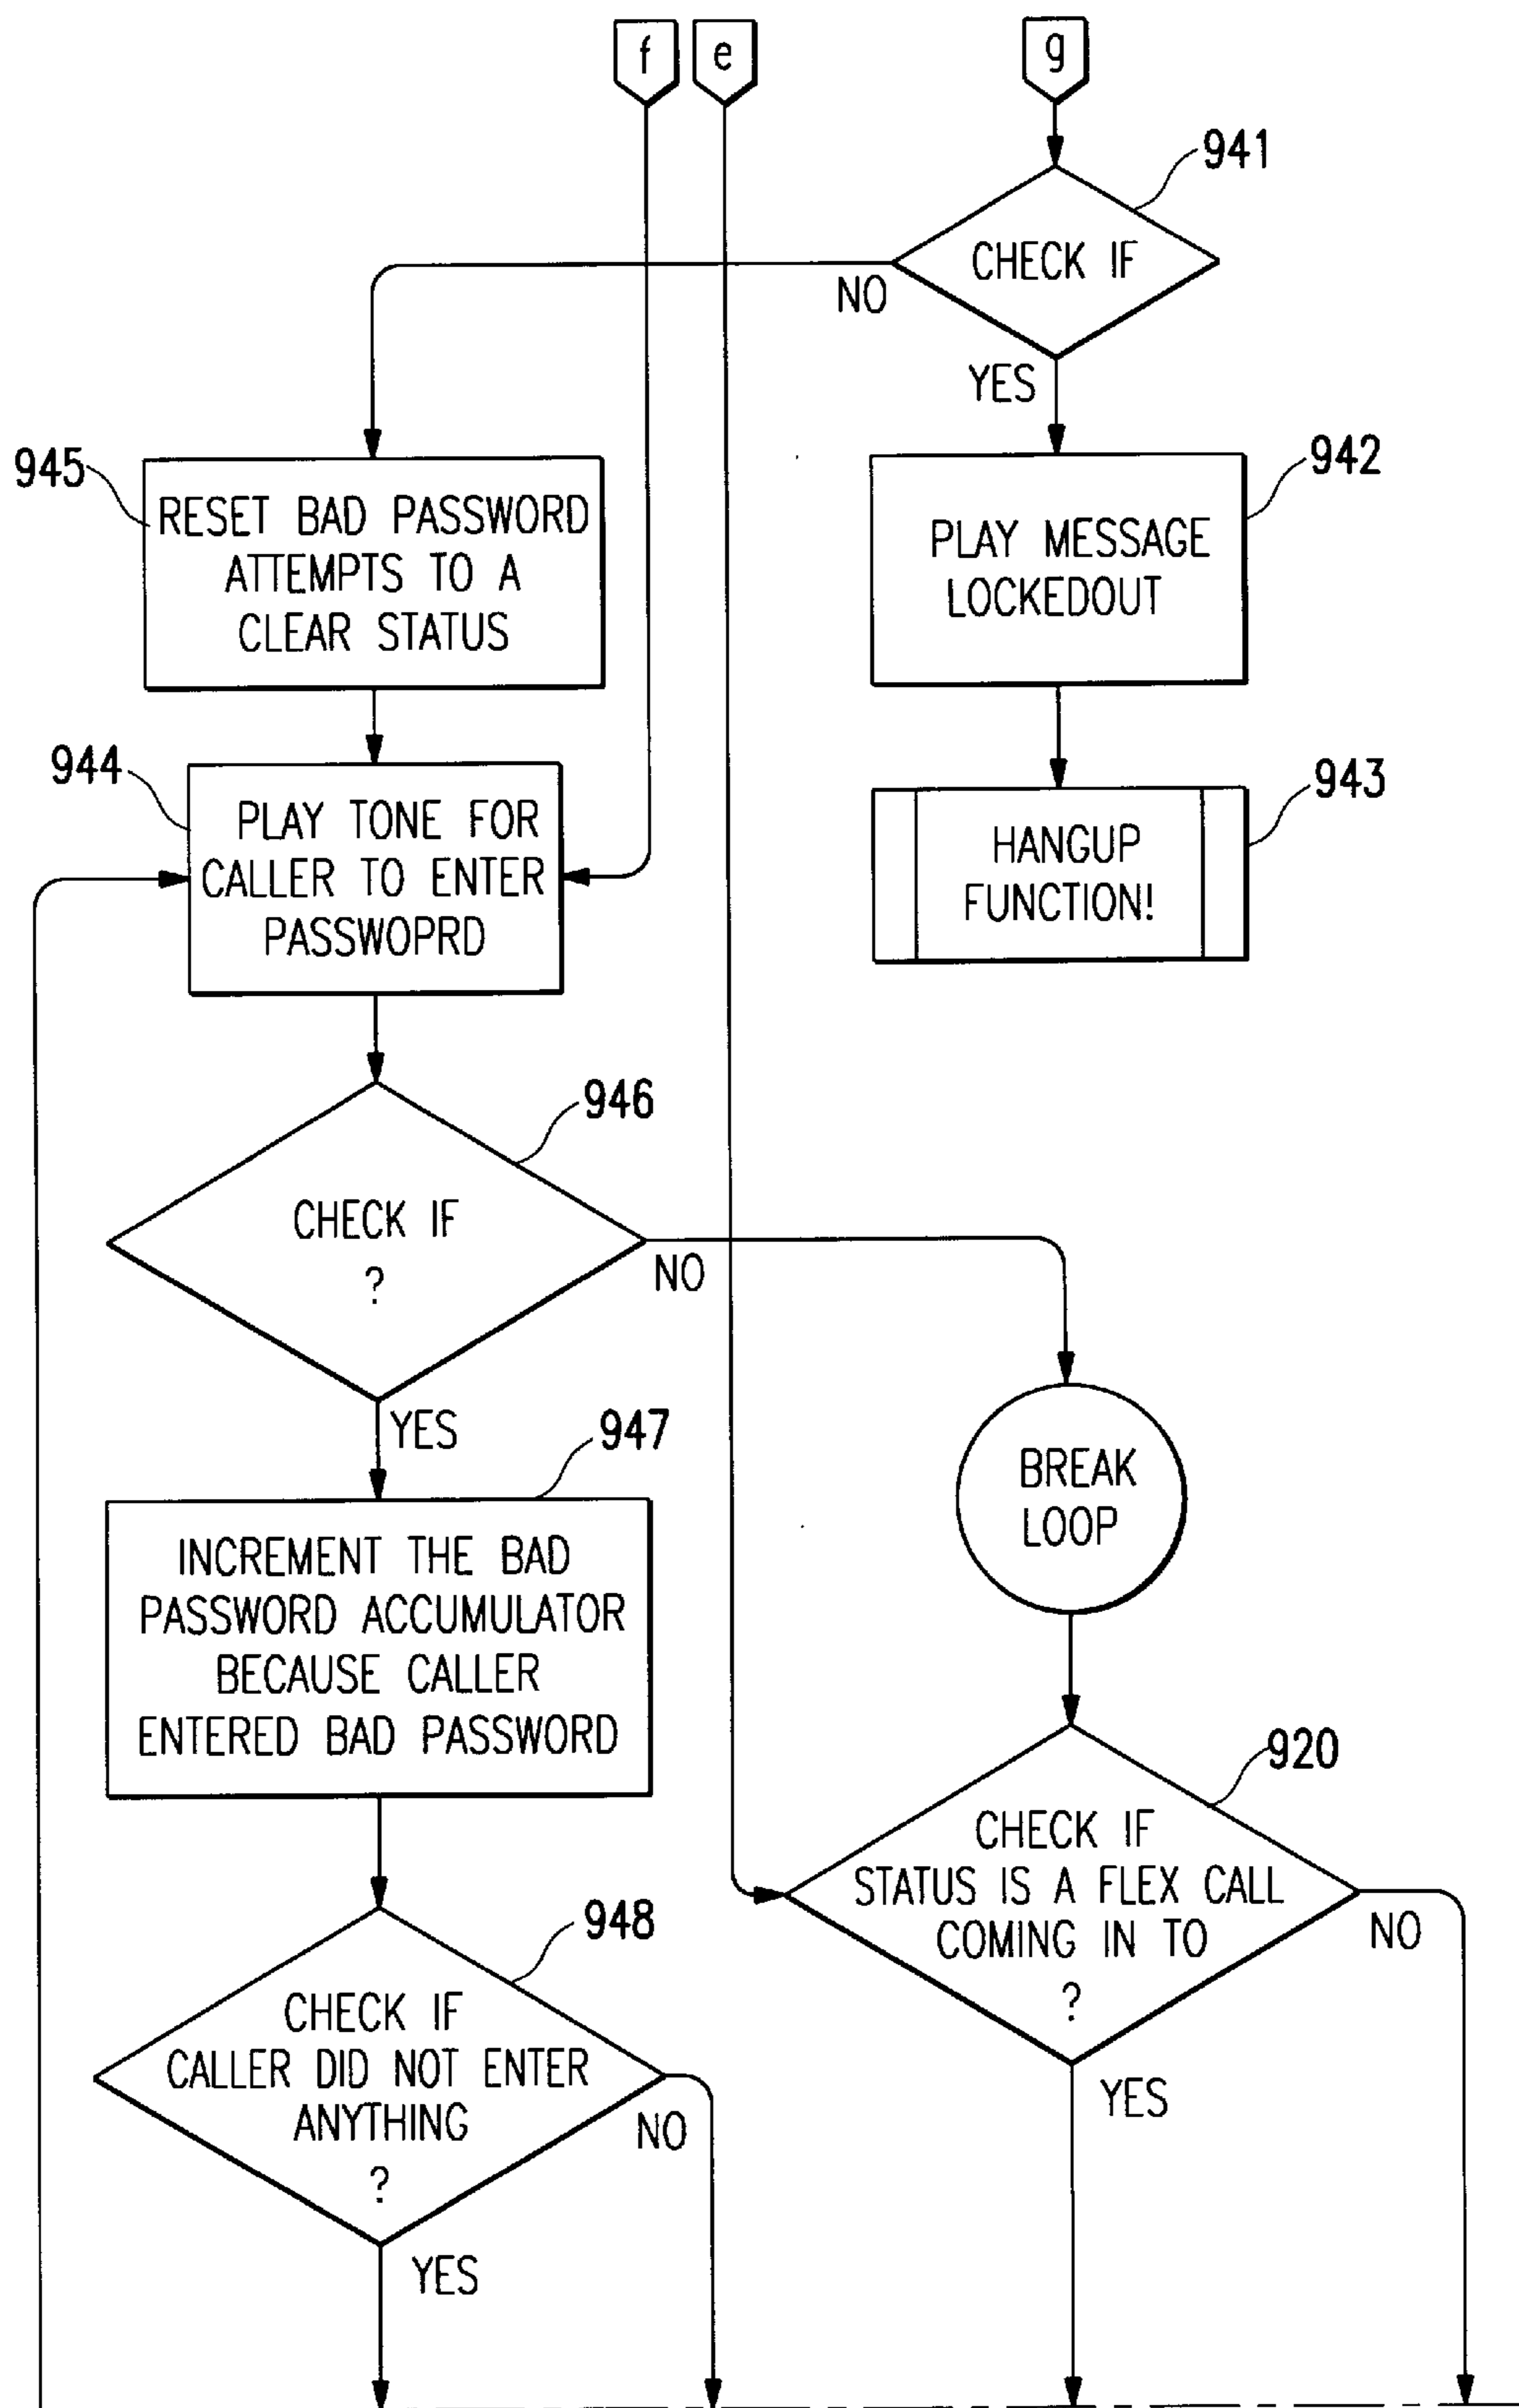 f
e
g
941
CHECK IF
NO
YES
945
RESET BAD PASSWORD
ATTEMPTS TO A
CLEAR STATUS
942
PLAY MESSAGE
LOCKEDOUT
944
PLAY TONE FOR
CALLER TO ENTER
PASSWOPRD
943
HANGUP
FUNCTION!
946
CHECK IF
?
NO
YES
947
INCREMENT THE BAD
PASSWORD ACCUMULATOR
BECAUSE CALLER
ENTERED BAD PASSWORD
BREAK
LOOP
920
CHECK IF
STATUS IS A FLEX CALL
COMING IN TO
?
NO
YES
948
CHECK IF
CALLER DID NOT ENTER
ANYTHING
?
NO
YES